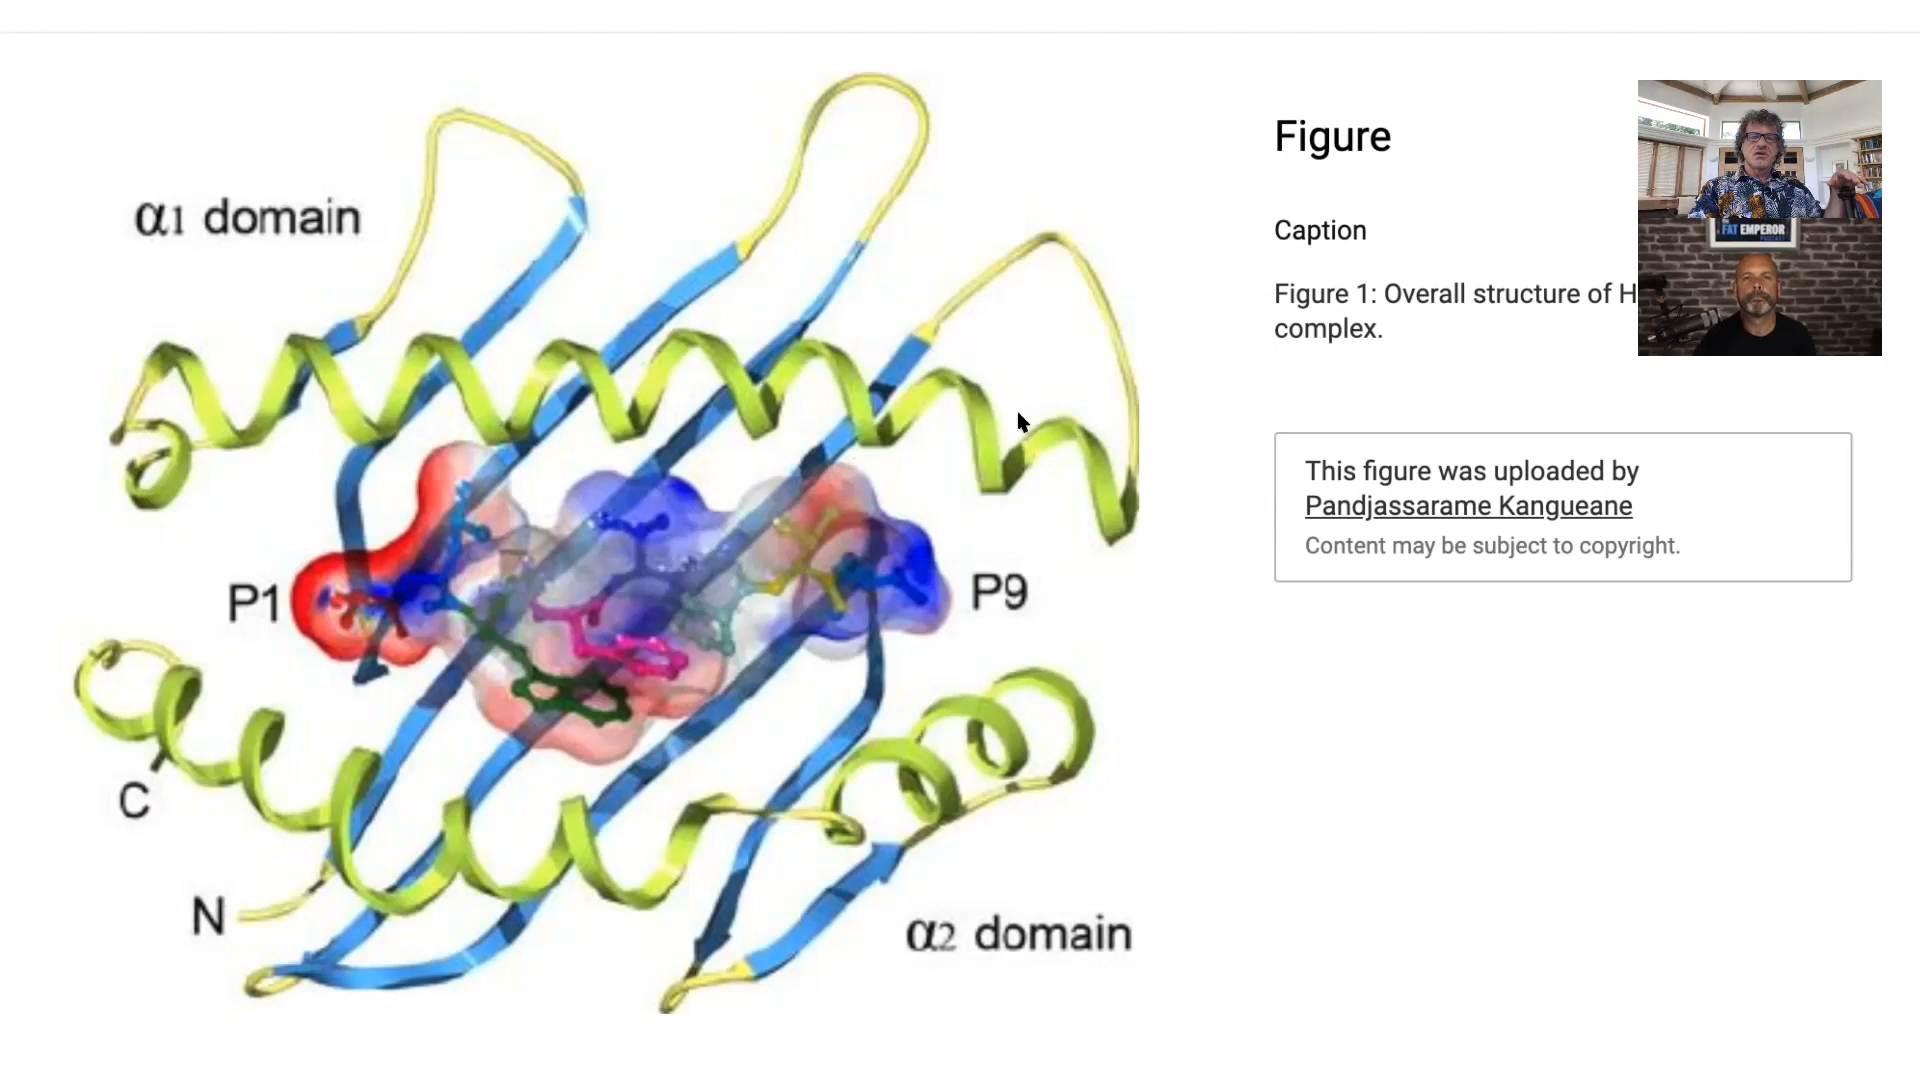 α1 domain
P1
P9
C
N
α2 domain
Figure
Caption
Figure 1: Overall structure of H
complex.
This figure was uploaded by
Pandjassarame Kangueane
Content may be subject to copyright.
FAT EMPEROR
PODCAST